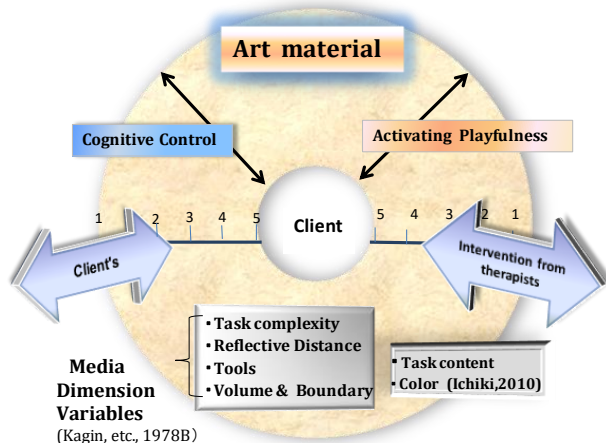 Art material
Cognitive Control
Activating Playfulness
1 2 3 4 5
Client
5 4 3 2 1
Client's
Intervention from
therapists
Media
Dimension
Variables
(Kagin, etc., 1978B)
▪ Task complexity
▪ Reflective Distance
▪ Tools
▪ Volume & Boundary
▪ Task content
▪ Color (Ichiki,2010)